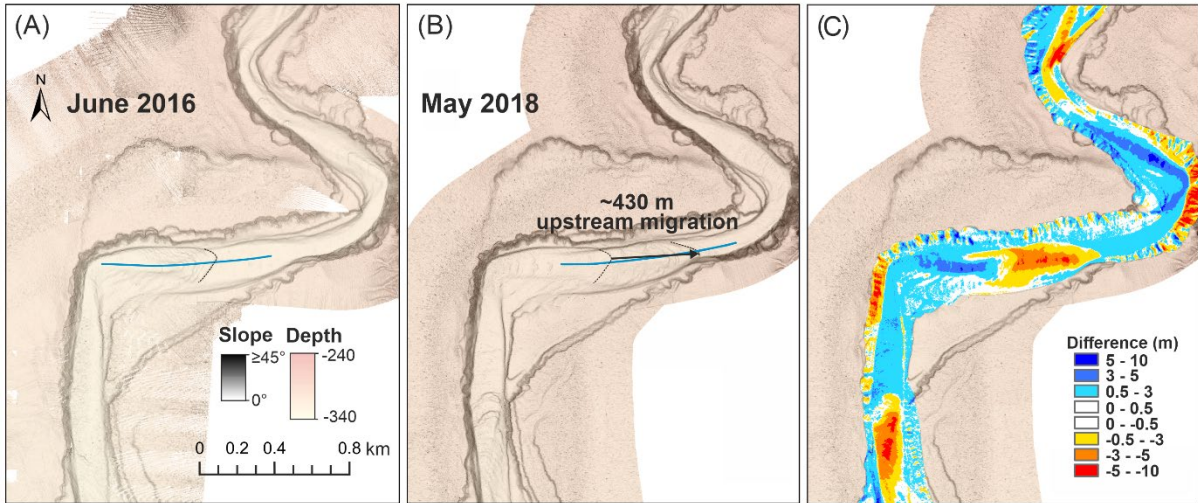 (A)
N
June 2016
Slope
≥45°
0°
Depth
-240
-340
0 0.2 0.4 0.8 km
(B)
May 2018
~430 m
upstream migration
(C)
Difference (m)
5 - 10
3 - 5
0.5 - 3
0 - 0.5
0 - -0.5
-0.5 - -3
-3 - -5
-5 - -10